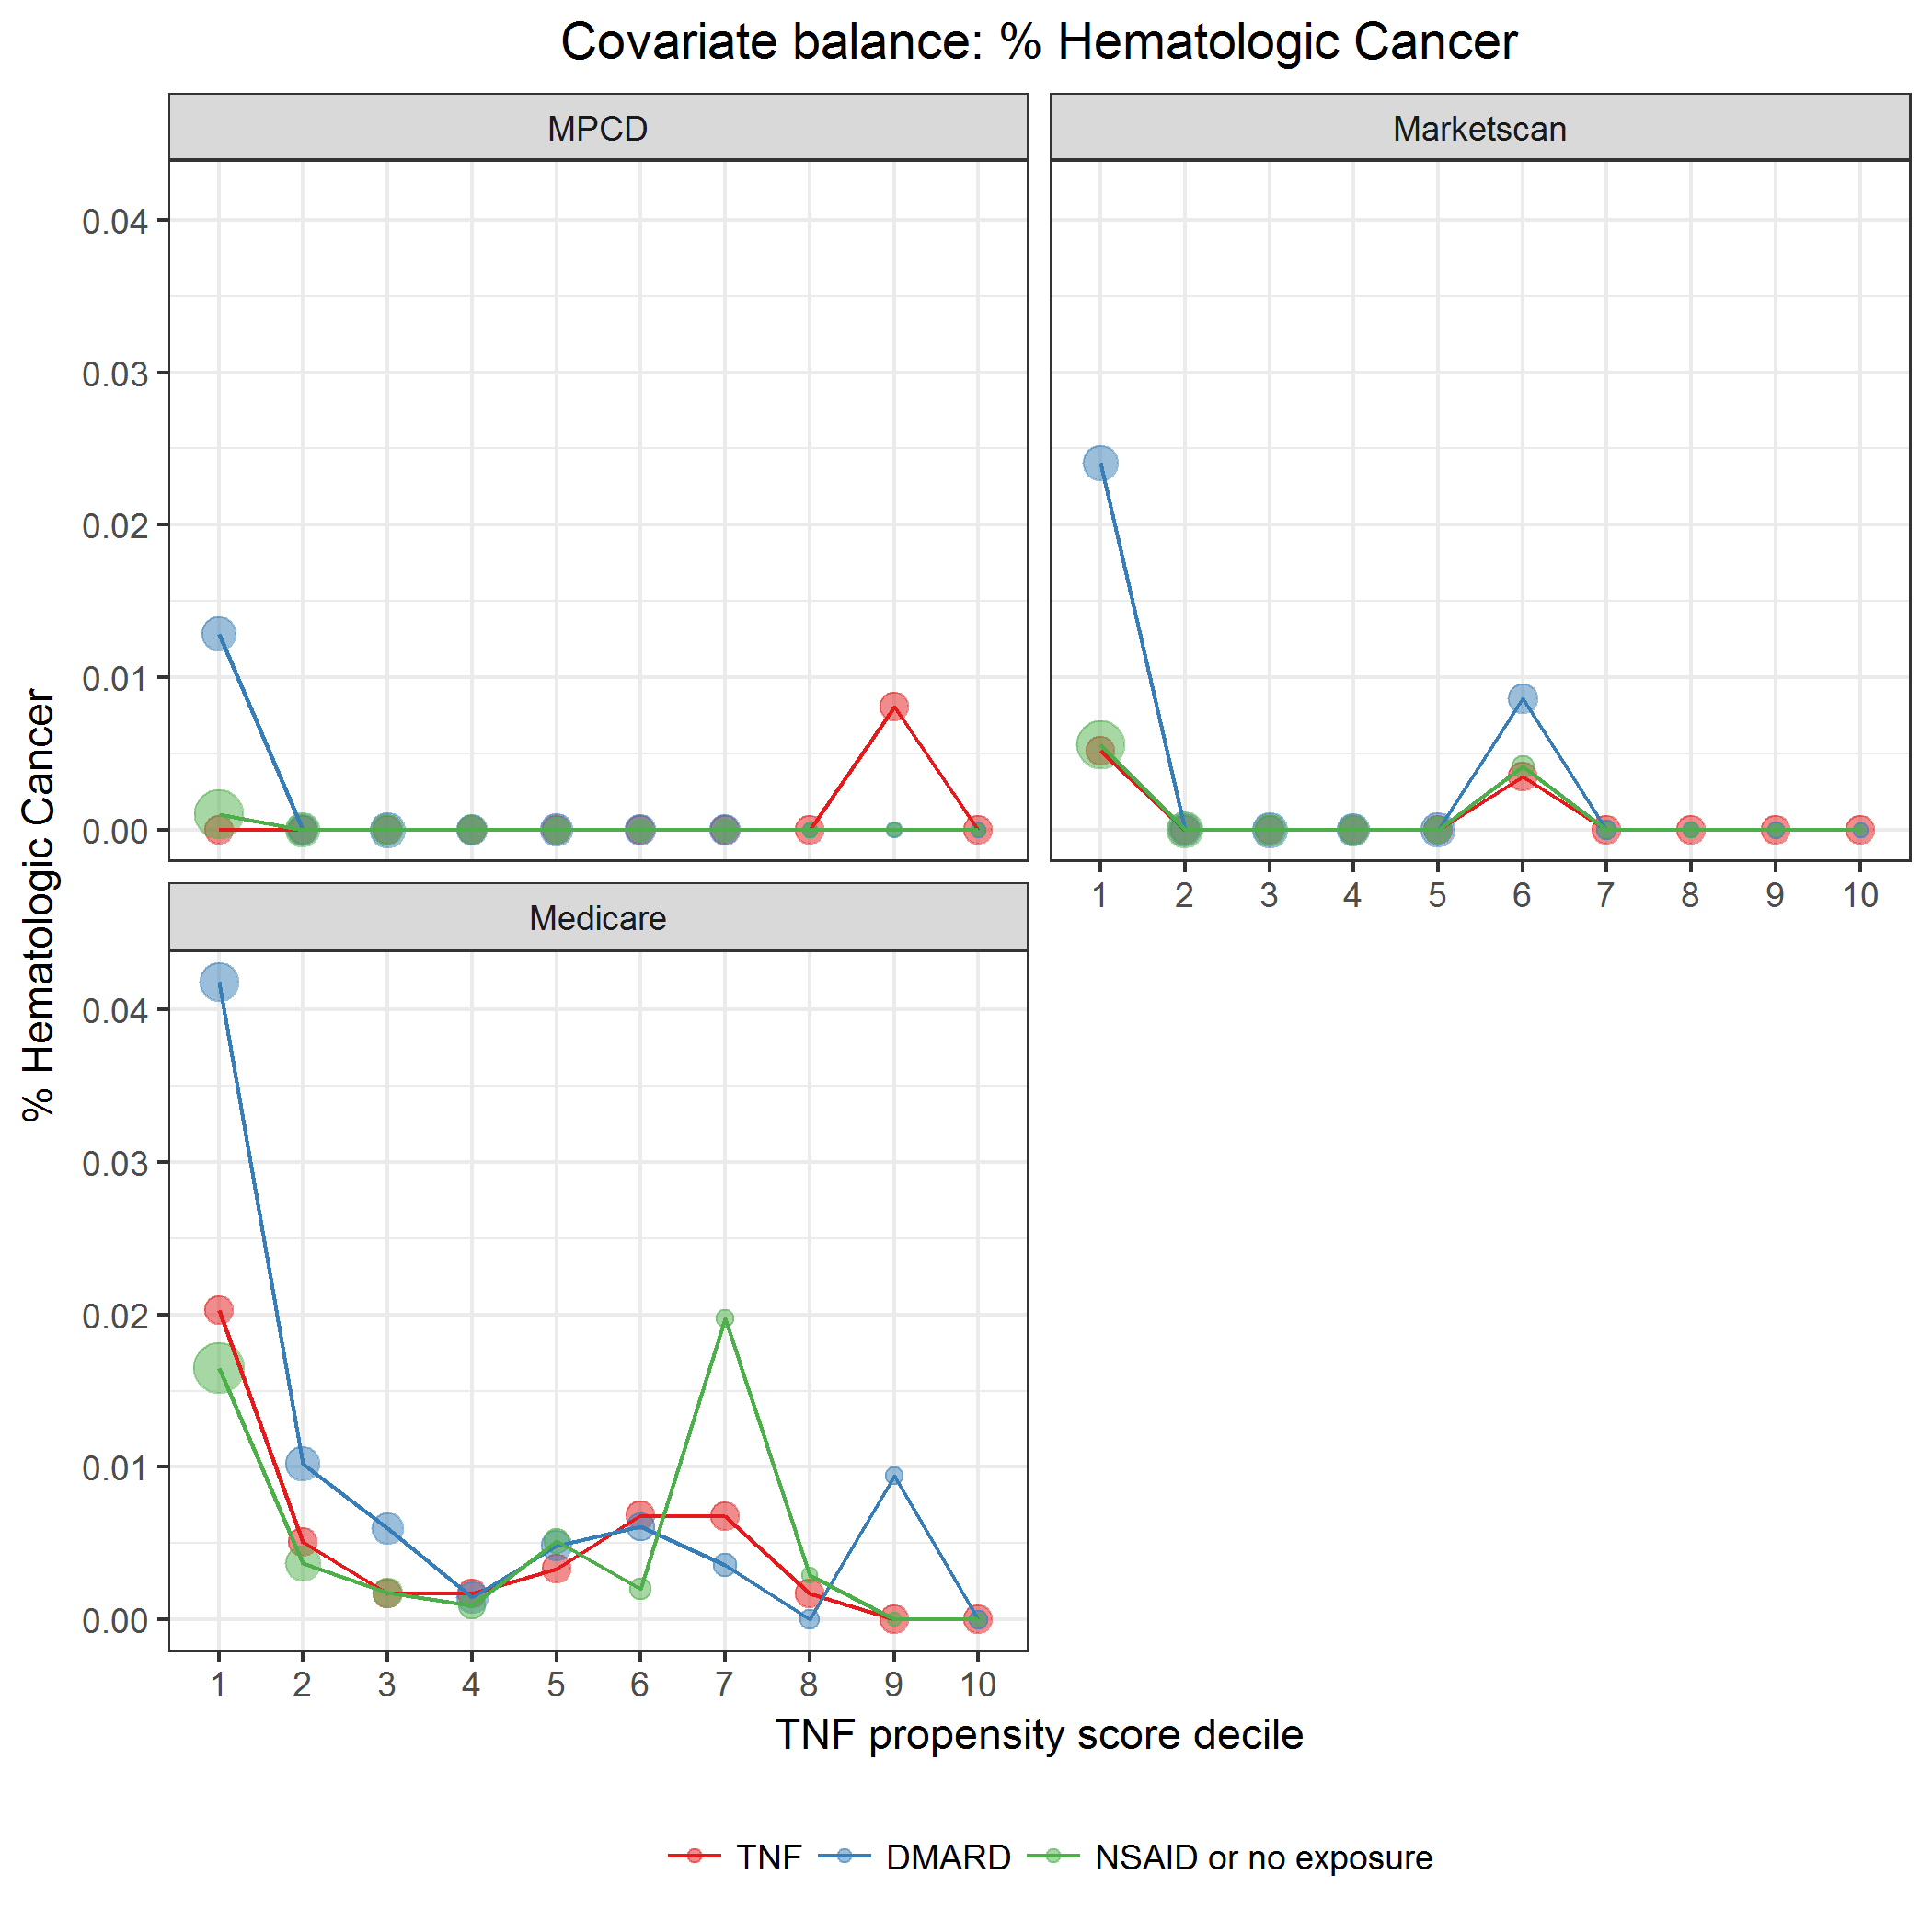 Covariate balance: % Hematologic Cancer
MPCD
Marketscan
0.04
0.03
0.02
0.01
0.00
1 2 3 4 5 6 7 8 9 10
Medicare
0.04
0.03
0.02
0.01
0.00
1 2 3 4 5 6 7 8 9 10
% Hematologic Cancer
TNF propensity score decile
TNF DMARD NSAID or no exposure